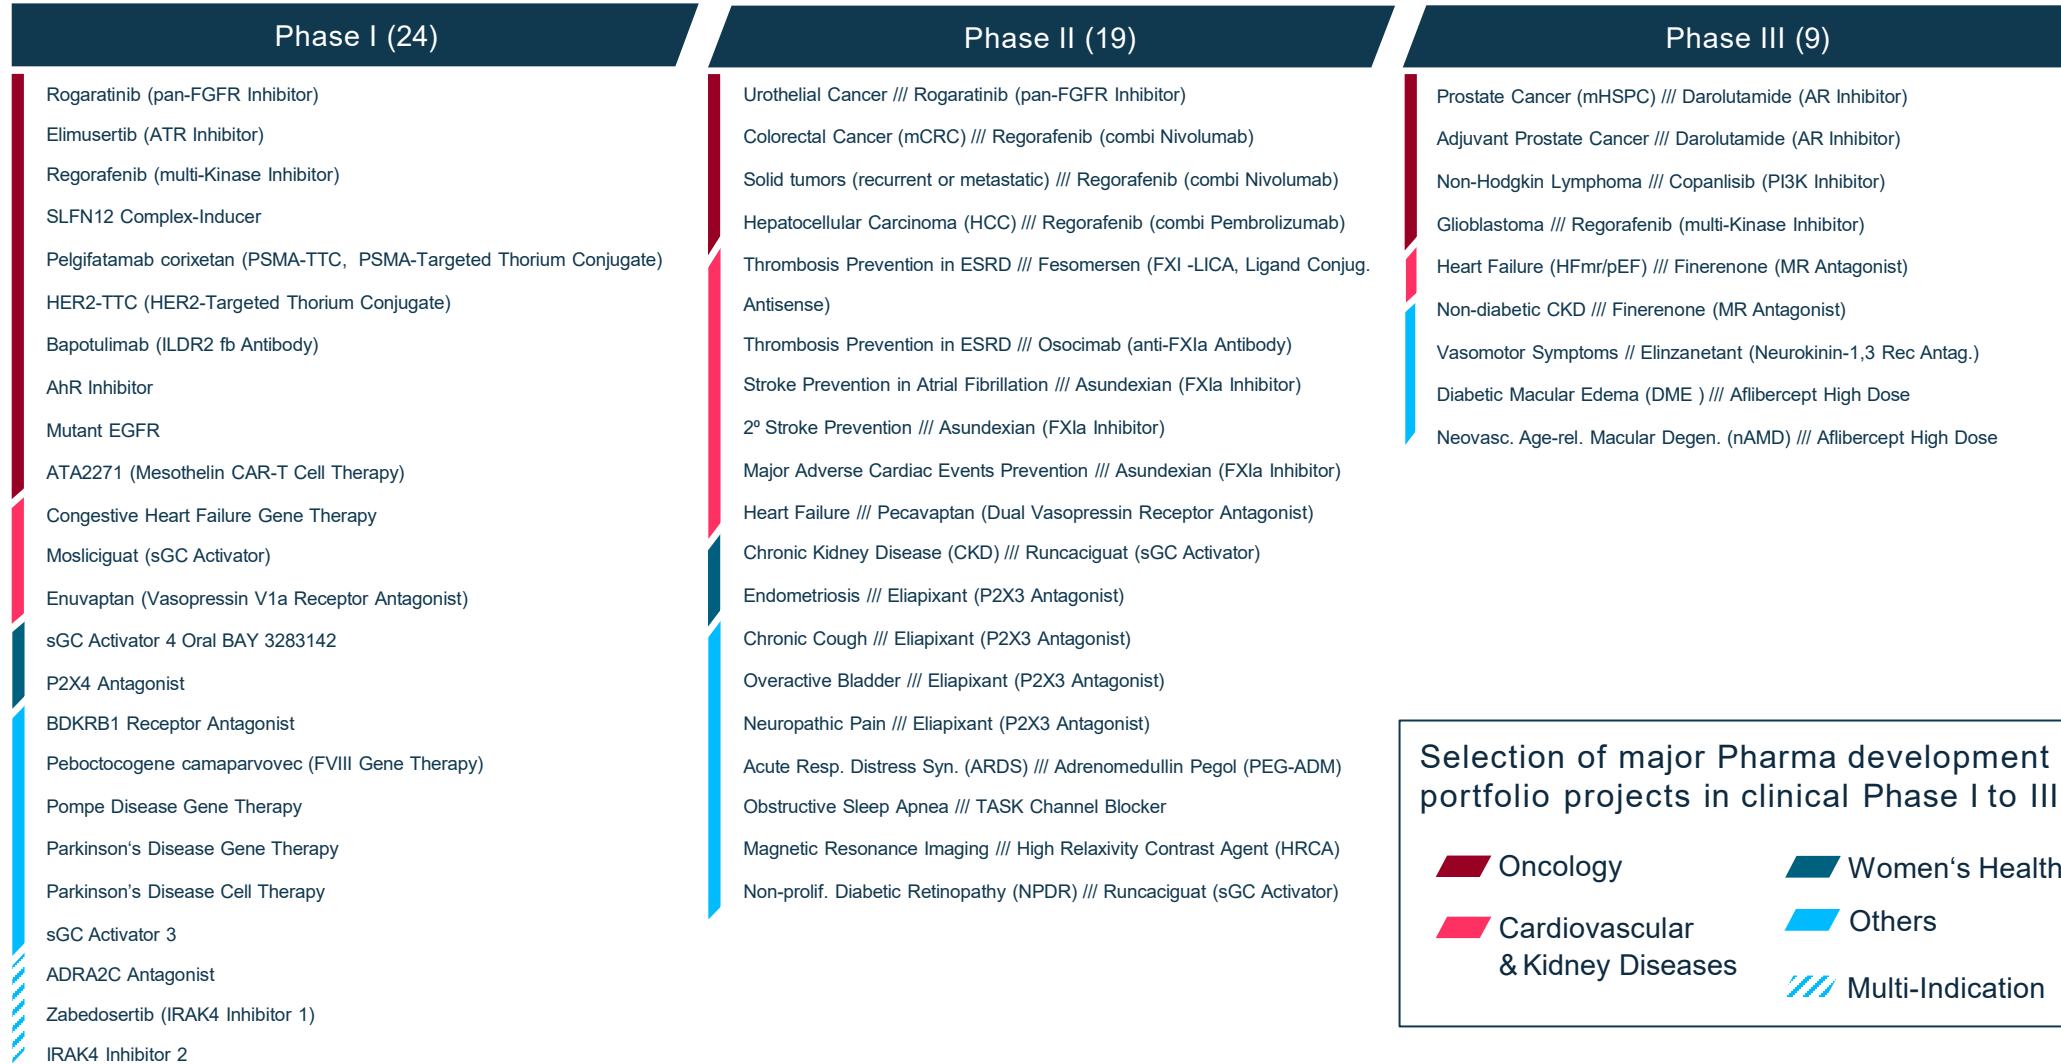 Phase I (24)
Rogaratinib (pan-FGFR Inhibitor)
Elimusertib (ATR Inhibitor)
Regorafenib (multi-Kinase Inhibitor)
SLFN12 Complex-Inducer
Pelgifatamab corixetan (PSMA-TTC, PSMA-Targeted Thorium Conjugate)
HER2-TTC (HER2-Targeted Thorium Conjugate)
Bapotulimab (ILDR2 fb Antibody)
AhR Inhibitor
Mutant EGFR
ATA2271 (Mesothelin CAR-T Cell Therapy)
Congestive Heart Failure Gene Therapy
Mosliciguat (sGC Activator)
Enuvaptan (Vasopressin V1a Receptor Antagonist)
sGC Activator 4 Oral BAY 3283142
P2X4 Antagonist
BDKRB1 Receptor Antagonist
Peboctocogene camaparvovec (FVIII Gene Therapy)
Pompe Disease Gene Therapy
Parkinson‘s Disease Gene Therapy
Parkinson’s Disease Cell Therapy
sGC Activator 3
ADRA2C Antagonist
Zabedosertib (IRAK4 Inhibitor 1)
IRAK4 Inhibitor 2
Phase II (19)
Urothelial Cancer /// Rogaratinib (pan-FGFR Inhibitor)
Colorectal Cancer (mCRC) /// Regorafenib (combi Nivolumab)
Solid tumors (recurrent or metastatic) /// Regorafenib (combi Nivolumab)
Hepatocellular Carcinoma (HCC) /// Regorafenib (combi Pembrolizumab)
Thrombosis Prevention in ESRD /// Fesomersen (FXI -LICA, Ligand Conjug.
Antisense)
Thrombosis Prevention in ESRD /// Osocimab (anti-FXIa Antibody)
Stroke Prevention in Atrial Fibrillation /// Asundexian (FXIa Inhibitor)
2º Stroke Prevention /// Asundexian (FXIa Inhibitor)
Major Adverse Cardiac Events Prevention /// Asundexian (FXIa Inhibitor)
Heart Failure /// Pecavaptan (Dual Vasopressin Receptor Antagonist)
Chronic Kidney Disease (CKD) /// Runcaciguat (sGC Activator)
Endometriosis /// Eliapixant (P2X3 Antagonist)
Chronic Cough /// Eliapixant (P2X3 Antagonist)
Overactive Bladder /// Eliapixant (P2X3 Antagonist)
Neuropathic Pain /// Eliapixant (P2X3 Antagonist)
Acute Resp. Distress Syn. (ARDS) /// Adrenomedullin Pegol (PEG-ADM)
Obstructive Sleep Apnea /// TASK Channel Blocker
Magnetic Resonance Imaging /// High Relaxivity Contrast Agent (HRCA)
Non-prolif. Diabetic Retinopathy (NPDR) /// Runcaciguat (sGC Activator)
Phase III (9)
Prostate Cancer (mHSPC) /// Darolutamide (AR Inhibitor)
Adjuvant Prostate Cancer /// Darolutamide (AR Inhibitor)
Non-Hodgkin Lymphoma /// Copanlisib (PI3K Inhibitor)
Glioblastoma /// Regorafenib (multi-Kinase Inhibitor)
Heart Failure (HFmr/pEF) /// Finerenone (MR Antagonist)
Non-diabetic CKD /// Finerenone (MR Antagonist)
Vasomotor Symptoms // Elinzanetant (Neurokinin-1,3 Rec Antag.)
Diabetic Macular Edema (DME ) /// Aflibercept High Dose
Neovasc. Age-rel. Macular Degen. (nAMD) /// Aflibercept High Dose
Selection of major Pharma development
portfolio projects in clinical Phase I to III
Oncology
Cardiovascular
& Kidney Diseases
Women‘s Health
Others
Multi-Indication